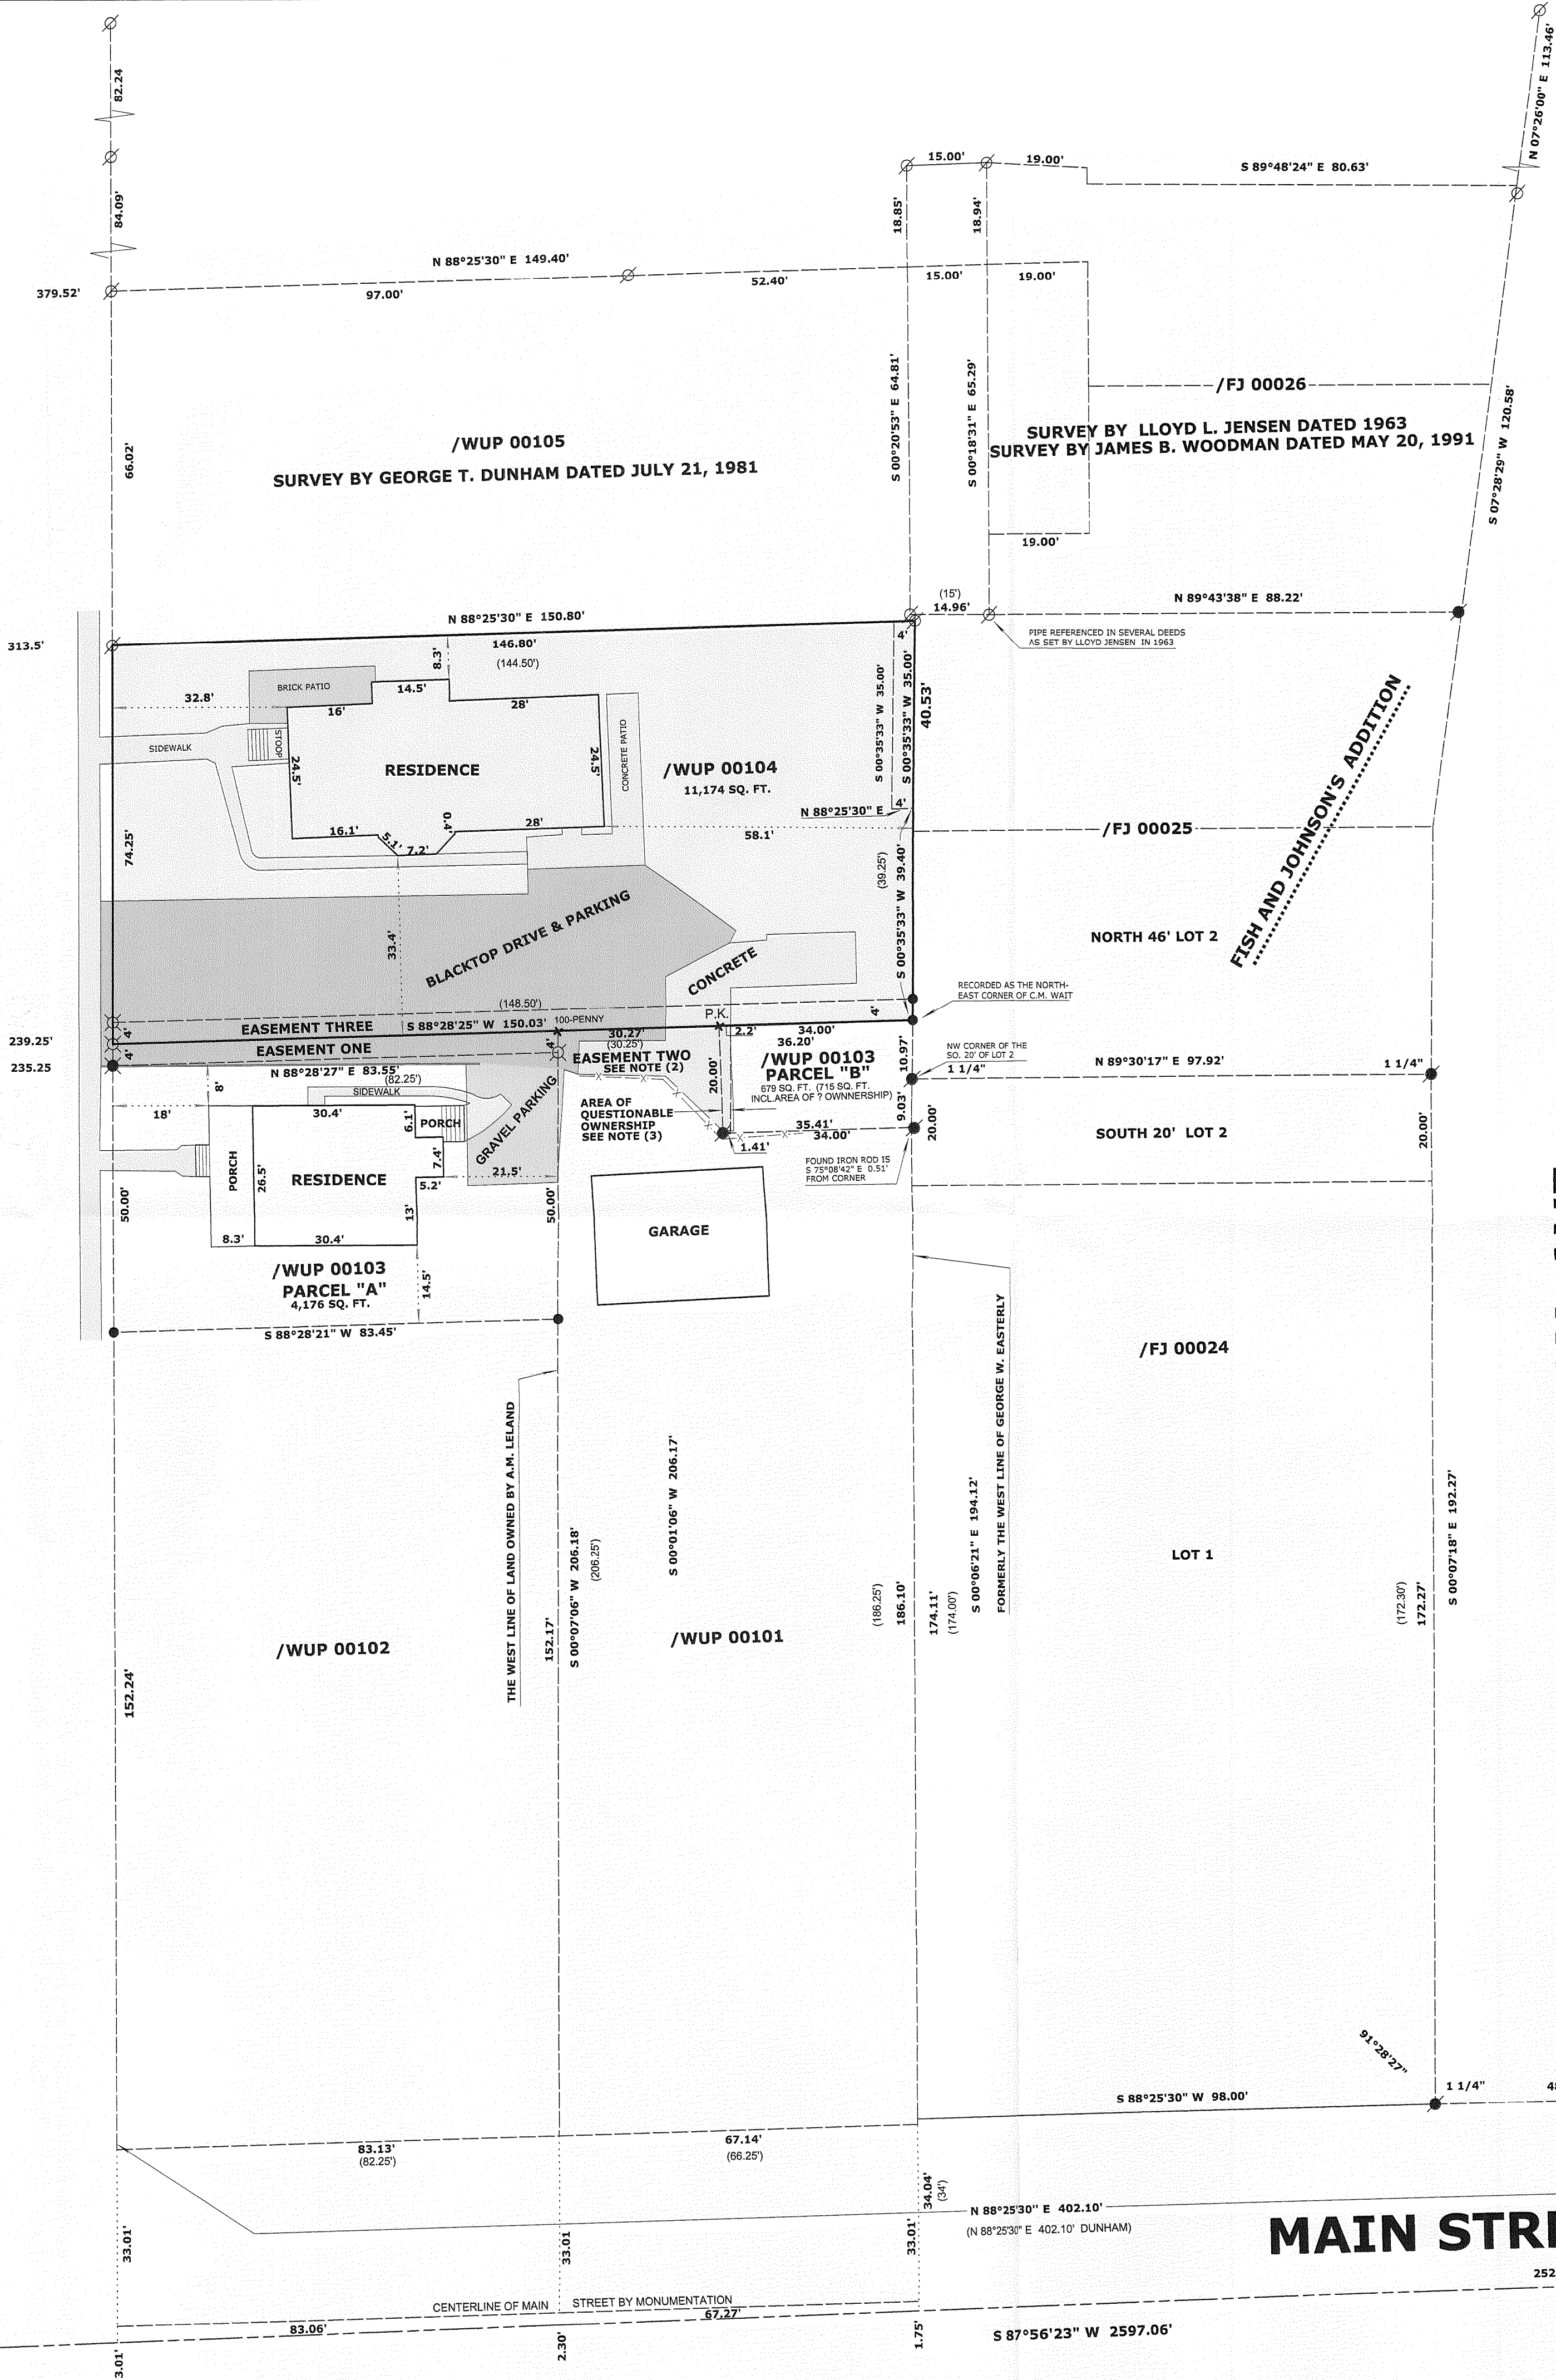 82.24
N 07°26'00" E 113.46'
84.09'
15.00'
19.00'
S 89°48'24" E 80.63'
18.85'
18.94'
N 88°25'30" E 149.40'
379.52'
97.00'
52.40'
15.00'
19.00'
S 00°20'53" E 64.81'
S 00°18'31" E 65.29'
/FJ 00026
SURVEY BY LLOYD L. JENSEN DATED 1963
SURVEY BY JAMES B. WOODMAN DATED MAY 20, 1991
S 07°28'29" W 120.58'
66.02'
/WUP 00105
SURVEY BY GEORGE T. DUNHAM DATED JULY 21, 1981
19.00'
(15')
14.96'
N 89°43'38" E 88.22'
PIPE REFERENCED IN SEVERAL DEEDS
AS SET BY LLOYD JENSEN IN 1963
313.5'
N 88°25'30" E 150.80'
146.80'
(144.50')
8.3'
4'
BRICK PATIO
14.5'
32.8'
16'
28'
SIDEWALK
STOOP
24.5'
24.5'
CONCRETE PATIO
RESIDENCE
/WUP 00104
11,174 SQ. FT.
S 00°35'33" W 35.00'
S 00°35'33" W 35.00'
40.53'
4'
N 88°25'30" E
FISH AND JOHNSON'S ADDITION
16.1'
5.1'
7.2'
0.4'
28'
58.1'
/FJ 00025
74.25'
(39.25')
S 00°35'33" W 39.40'
33.4'
BLACKTOP DRIVE & PARKING
CONCRETE
NORTH 46' LOT 2
RECORDED AS THE NORTH-
EAST CORNER OF C.M. WAIT
(148.50')
4'
EASEMENT THREE
S 88°28'25" W 150.03'
100-PENNY
P.K.
4'
239.25'
4'
EASEMENT ONE
4'
30.27'
(30.25')
2.2'
34.00'
36.20'
EASEMENT TWO
SEE NOTE (2)
/WUP 00103
PARCEL "B"
679 SQ. FT. (715 SQ. FT.
INCL.AREA OF ? OWNNERSHIP)
10.97'
NW CORNER OF THE
SO. 20' OF LOT 2
1 1/4"
N 89°30'17" E 97.92'
1 1/4"
235.25
N 88°28'27" E 83.55'
(82.25')
8'
SIDEWALK
18'
30.4'
6.1'
PORCH
GRAVEL PARKING
20.00'
AREA OF
QUESTIONABLE
OWNERSHIP
SEE NOTE (3)
35.41'
34.00'
1.41'
9.03'
20.00'
SOUTH 20' LOT 2
20.00'
FOUND IRON ROD IS
S 75°08'42" E 0.51'
FROM CORNER
PORCH
26.5'
RESIDENCE
7.4'
5.2'
21.5'
13'
50.00'
50.00'
8.3'
30.4'
GARAGE
/WUP 00103
PARCEL "A"
4,176 SQ. FT.
14.5'
S 88°28'21" W 83.45'
/FJ 00024
THE WEST LINE OF LAND OWNED BY A.M. LELAND
FORMERLY THE WEST LINE OF GEORGE W. EASTERLY
S 00°01'06" W 206.17'
S 00°06'21" E 194.12'
S 00°07'18" E 192.27'
LOT 1
152.17'
S 00°07'06" W 206.18'
(206.25')
(186.25')
186.10'
174.11'
(174.00')
(172.30')
172.27'
/WUP 00102
/WUP 00101
152.24'
91°28'27"
1 1/4"
S 88°25'30" W 98.00'
83.13'
(82.25')
67.14'
(66.25')
34.04'
(34')
N 88°25'30" E 402.10'
(N 88°25'30" E 402.10' DUNHAM)
33.01'
33.01
33.01'
MAIN STR
252
CENTERLINE OF MAIN STREET BY MONUMENTATION
67.27'
83.06'
S 87°56'23" W 2597.06'
3.01'
2.30'
1.75'